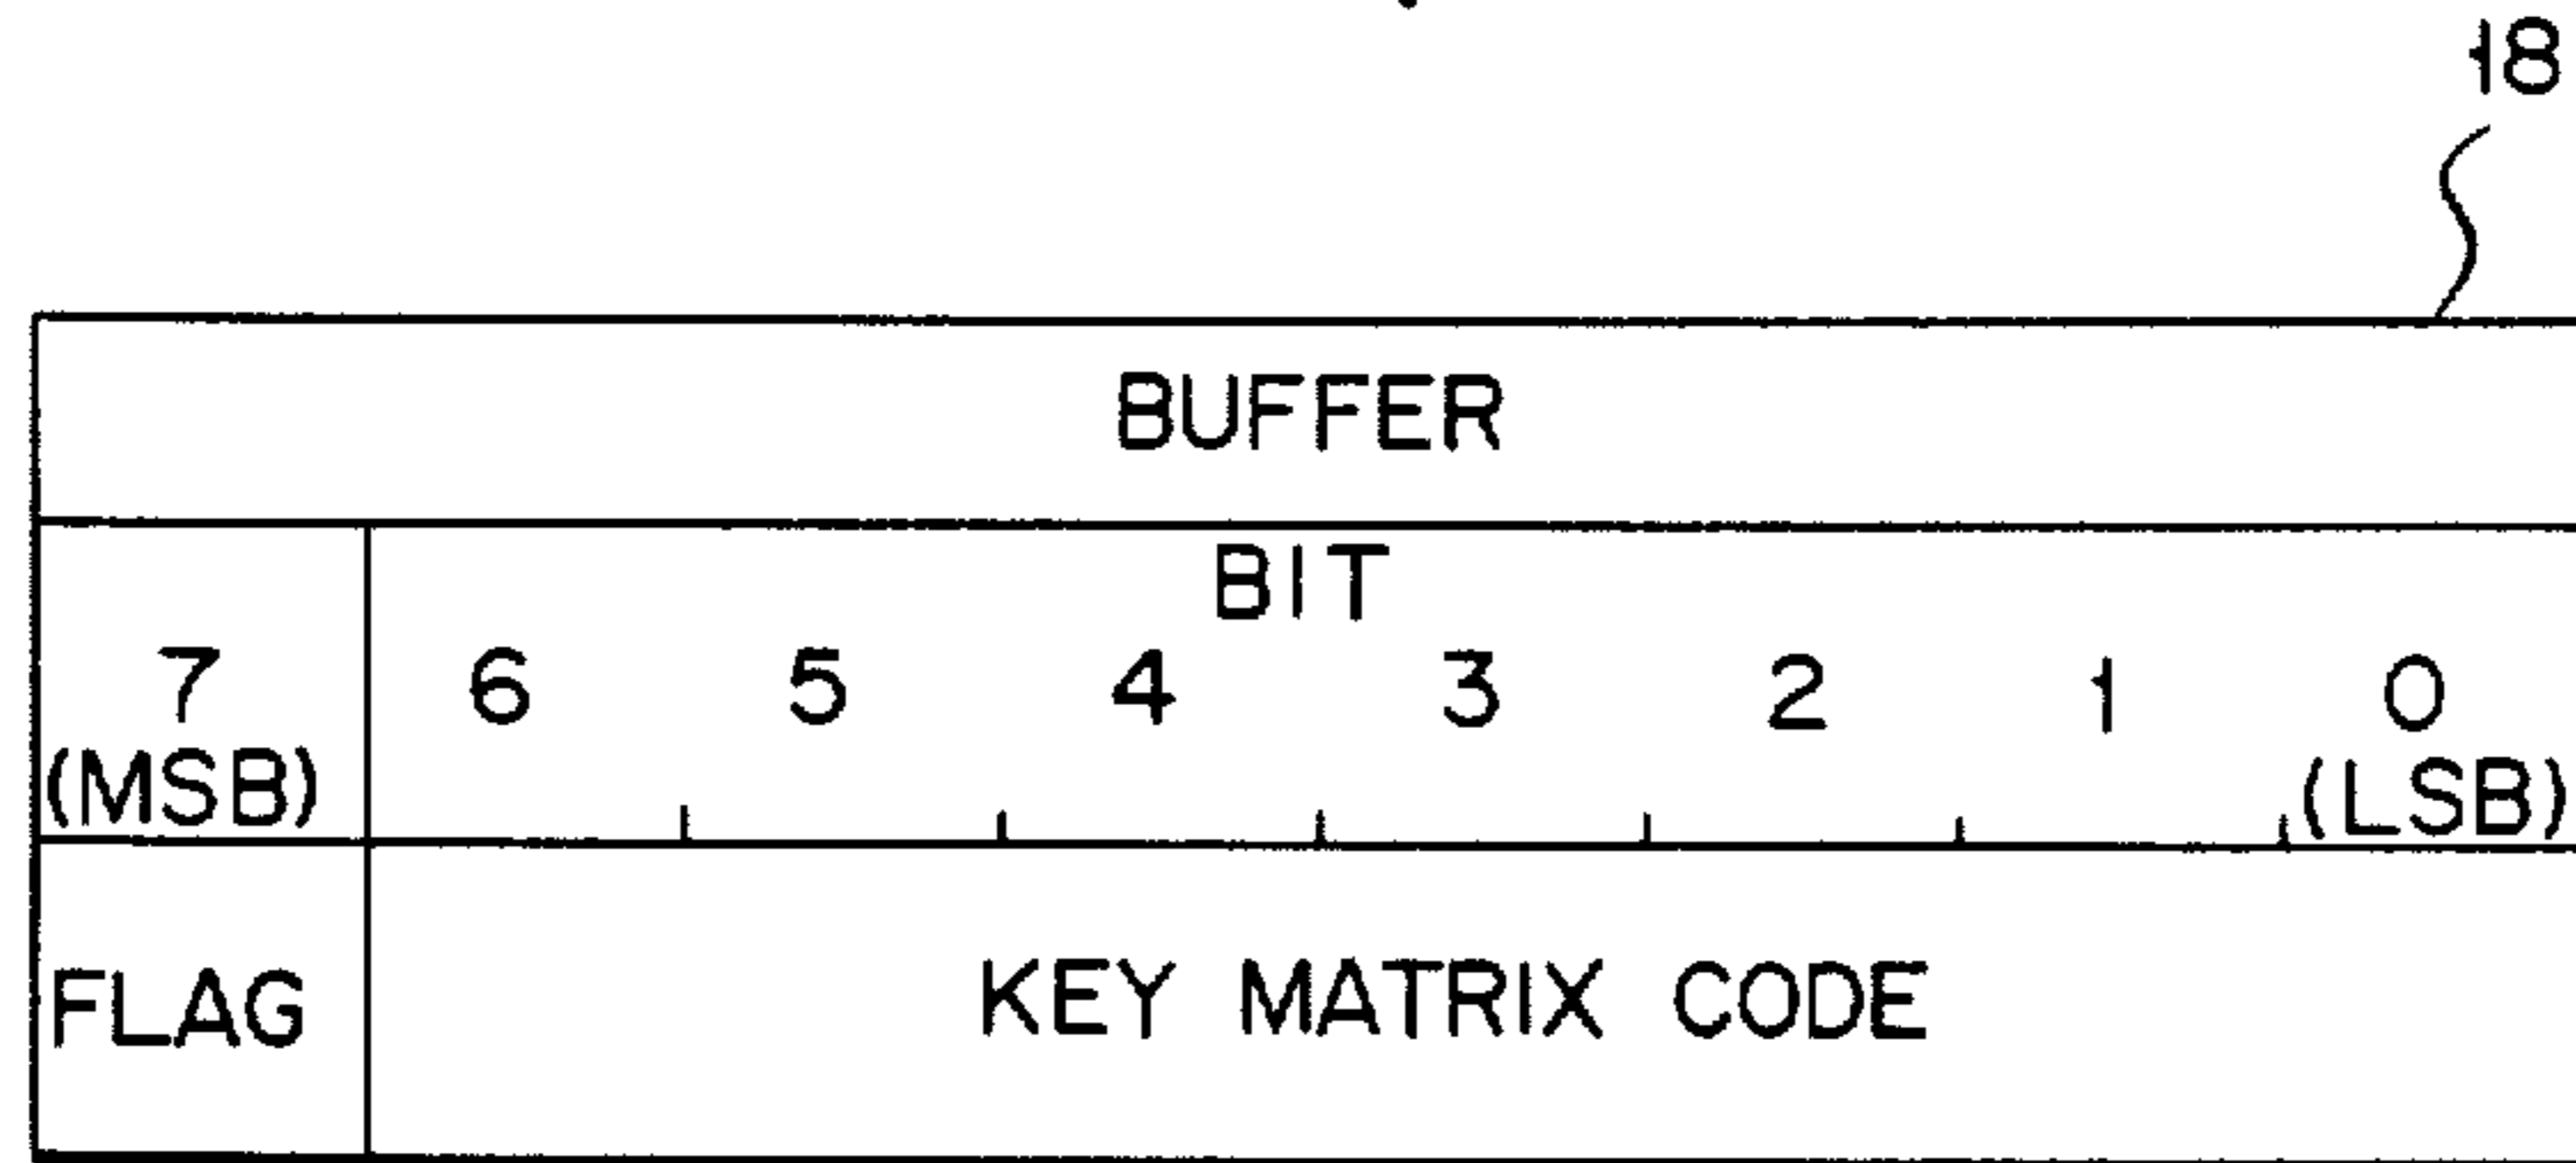 18
BUFFER
BIT
7 6 5 4 3 2 1 0
(MSB) (LSB)
FLAG KEY MATRIX CODE